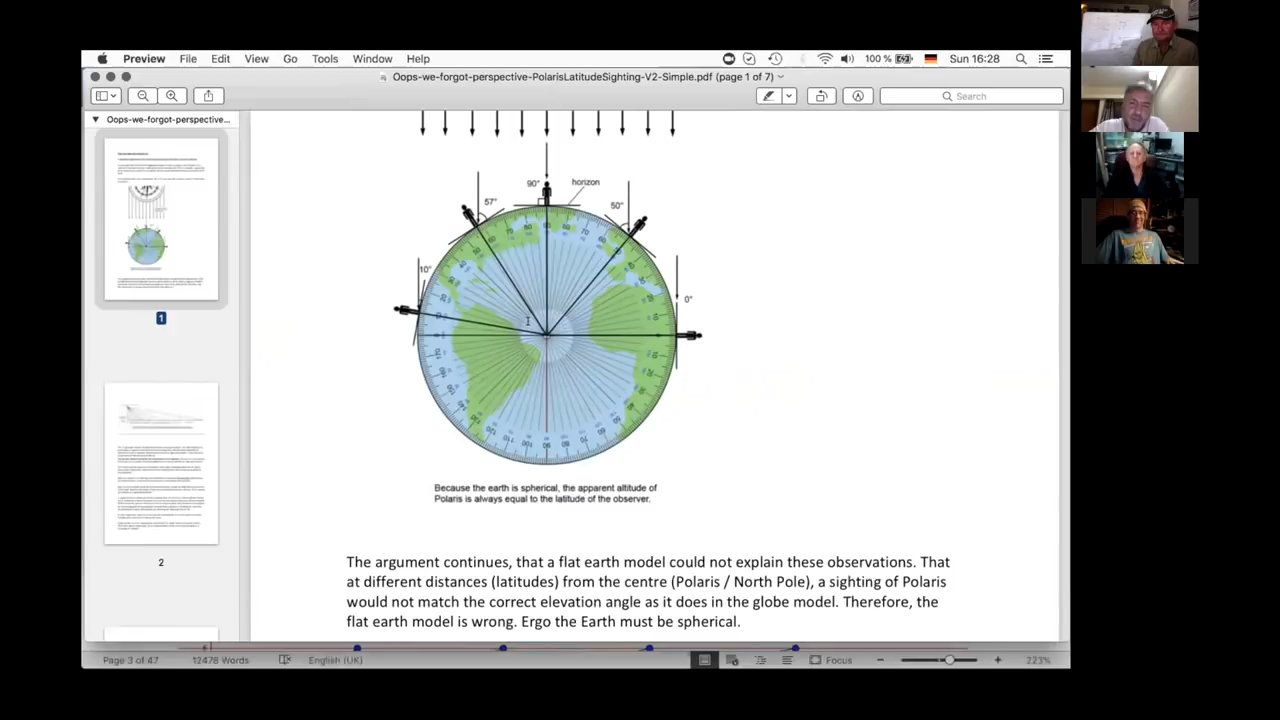 Preview File Edit View Go Tools Window Help 100 % Sun 16:28
Oops-we-forgot-perspective-PolarisLatitudeSighting-V2-Simple.pdf (page 1 of 7)
Search
Oops-we-forgot-perspective...
1
2
90°
horizon
57°
50°
10°
0°
Because the earth is spherical, the apparent altitude of
Polaris is always equal to the latitude of the observer.
The argument continues, that a flat earth model could not explain these observations. That
at different distances (latitudes) from the centre (Polaris / North Pole), a sighting of Polaris
would not match the correct elevation angle as it does in the globe model. Therefore, the
flat earth model is wrong. Ergo the Earth must be spherical.
Page 3 of 47 12478 Words English (UK) Focus 223%